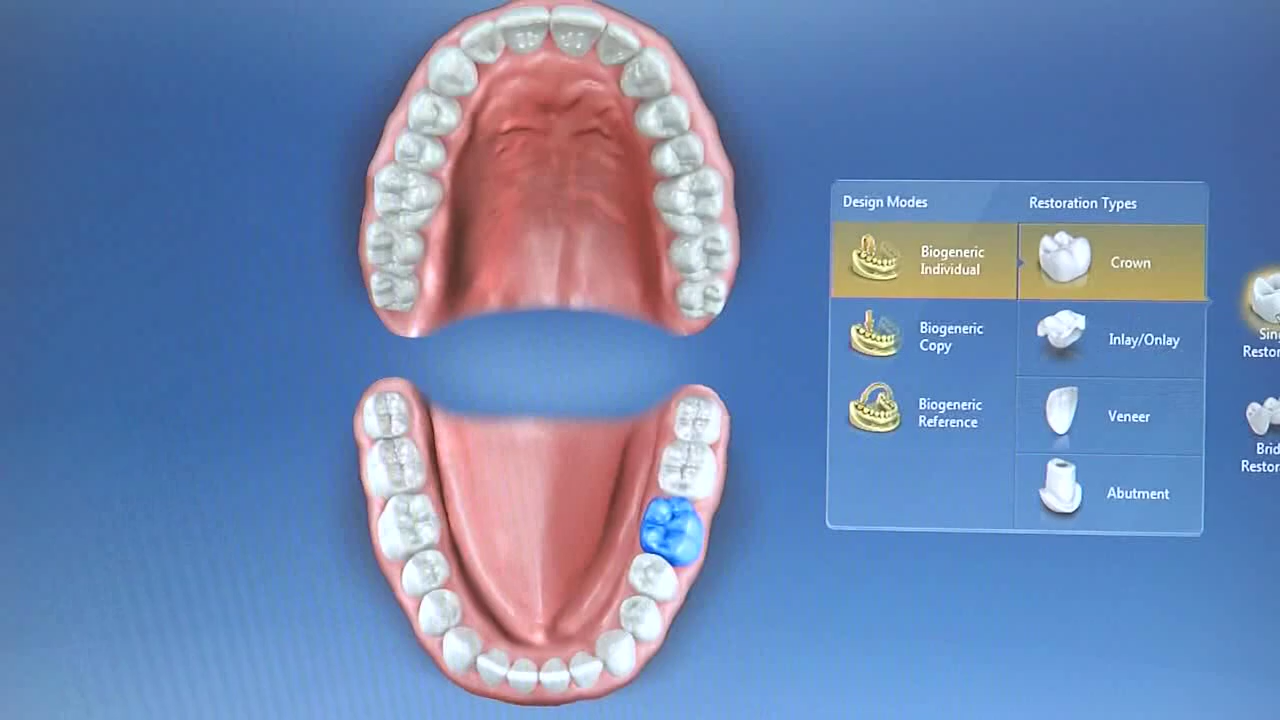 Design Modes
Restoration Types
Biogeneric
Individual
Crown
Biogeneric
Copy
Inlay/Onlay
Biogeneric
Reference
Veneer
Abutment